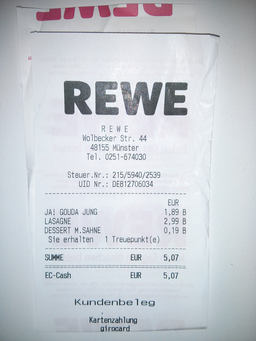 REWE
REWE
R E W E
Wolbecker Str. 44
48155 Münster
Tel. 0251-674030
Steuer.Nr.: 215/5940/2539
UID Nr.: DE812706034
EUR
JA! GOUDA JUNG 1,89 B
LASAGNE 2,99 B
DESSERT M.SAHNE 0,19 B
Sie erhalten 1 Treuepunkt(e)
SUMME EUR 5,07
EC-Cash EUR 5,07
Kundenbeleg
Kartenzahlung
girocard